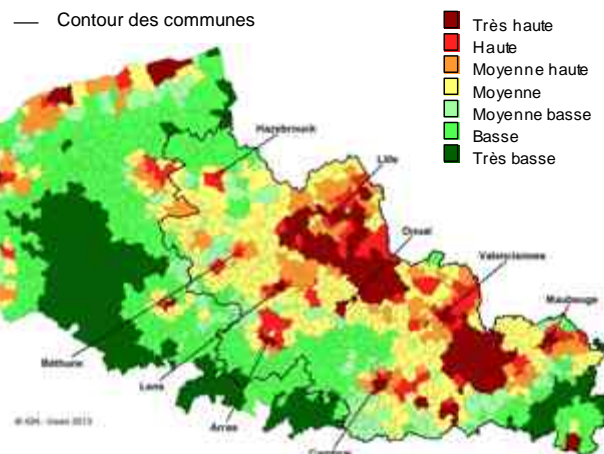 — Contour des communes
Très haute
Haute
Moyenne haute
Moyenne
Moyenne basse
Basse
Très basse
Hazebrouck
Lille
Douai
Valenciennes
Maubeuge
Béthune
Lens
Arras
Cambrai